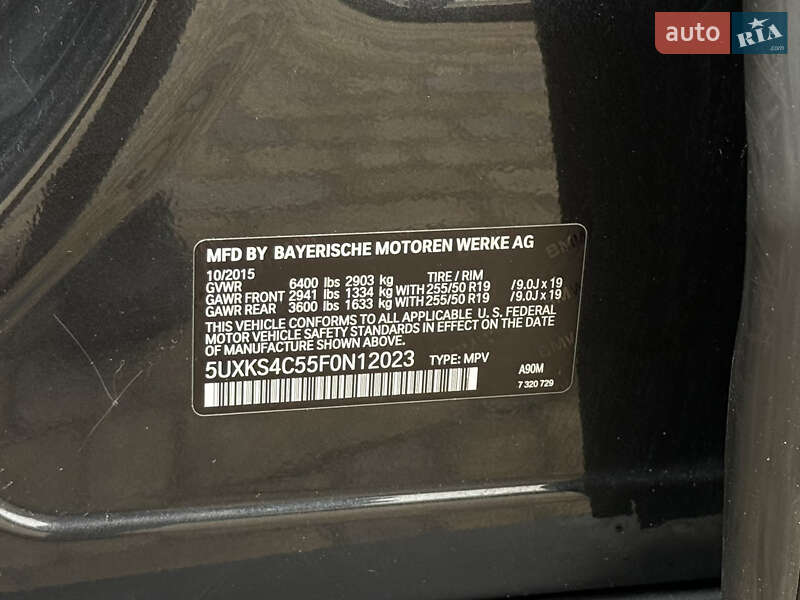 auto RIA
.com
MFD BY BAYERISCHE MOTOREN WERKE AG
10/2015
GVWR 6400 lbs 2903 kg TIRE / RIM
GAWR FRONT 2941 lbs 1334 kg WITH 255/50 R19 /9.0J x 19
GAWR REAR 3600 lbs 1633 kg WITH 255/50 R19 /9.0J x 19
THIS VEHICLE CONFORMS TO ALL APPLICABLE U. S. FEDERAL
MOTOR VEHICLE SAFETY STANDARDS IN EFFECT ON THE DATE
OF MANUFACTURE SHOWN ABOVE.
5UXKS4C55F0N12023 TYPE: MPV
A90M
7 320 729